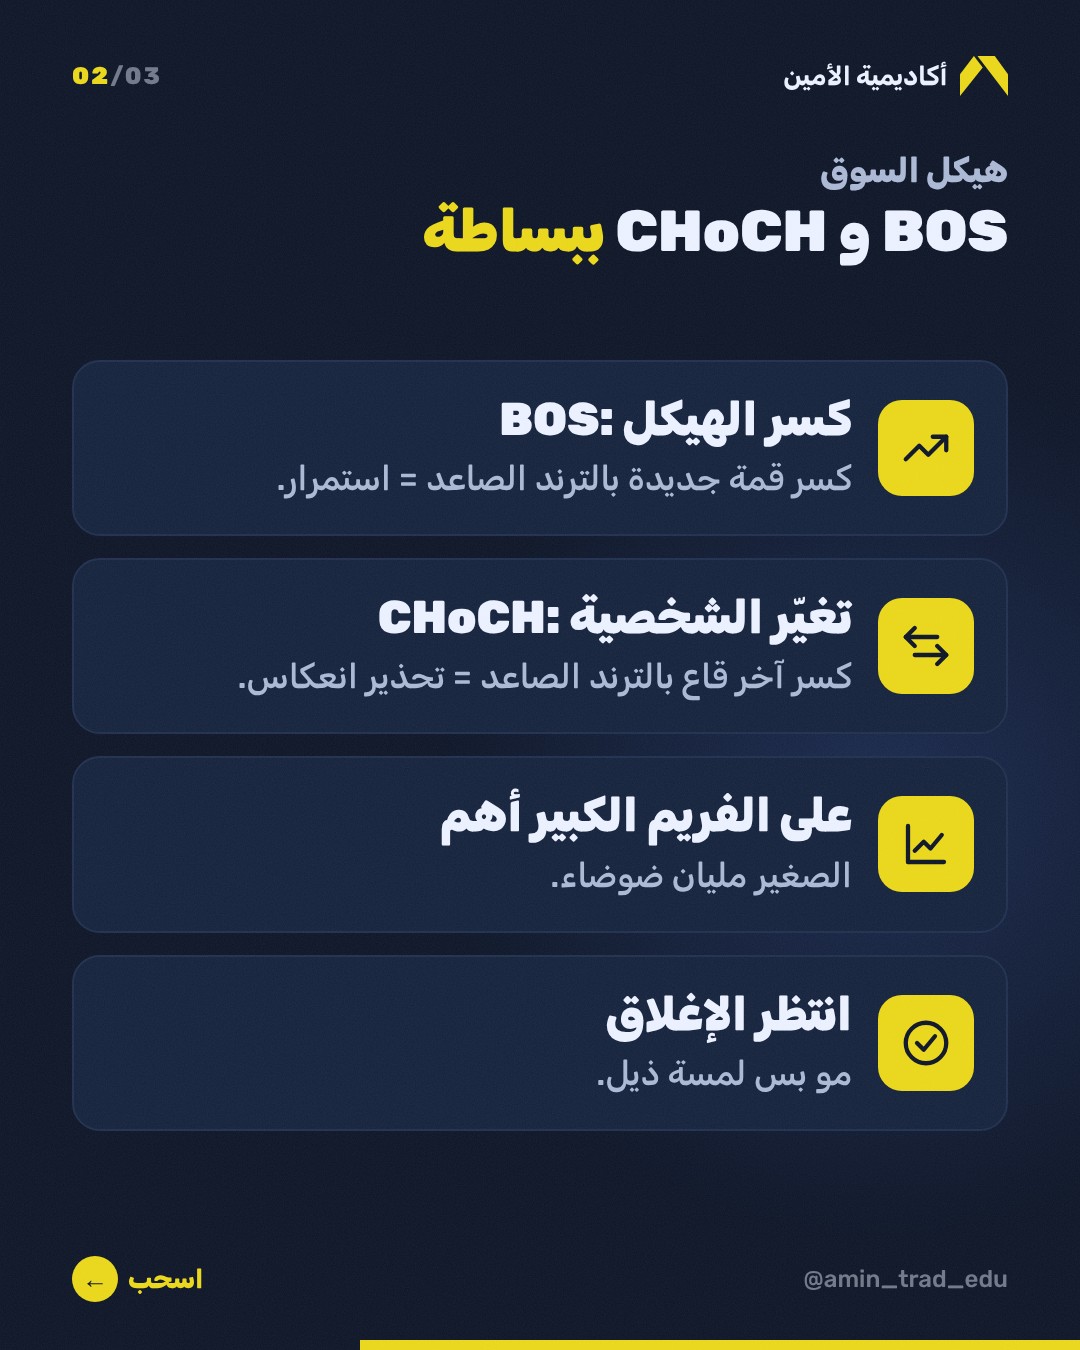 أكاديمية الأمين
02/03
هيكل السوق
BOS و CHoCH ببساطة
كسر الهيكل :BOS
كسر قمة جديدة بالترند الصاعد = استمرار.
تغيّر الشخصية :CHoCH
كسر آخر قاع بالترند الصاعد = تحذير انعكاس.
على الفريم الكبير أهم
الصغير مليان ضوضاء.
انتظر الإغلاق
مو بس لمسة ذيل.
@amin_trad_edu
اسحب ←